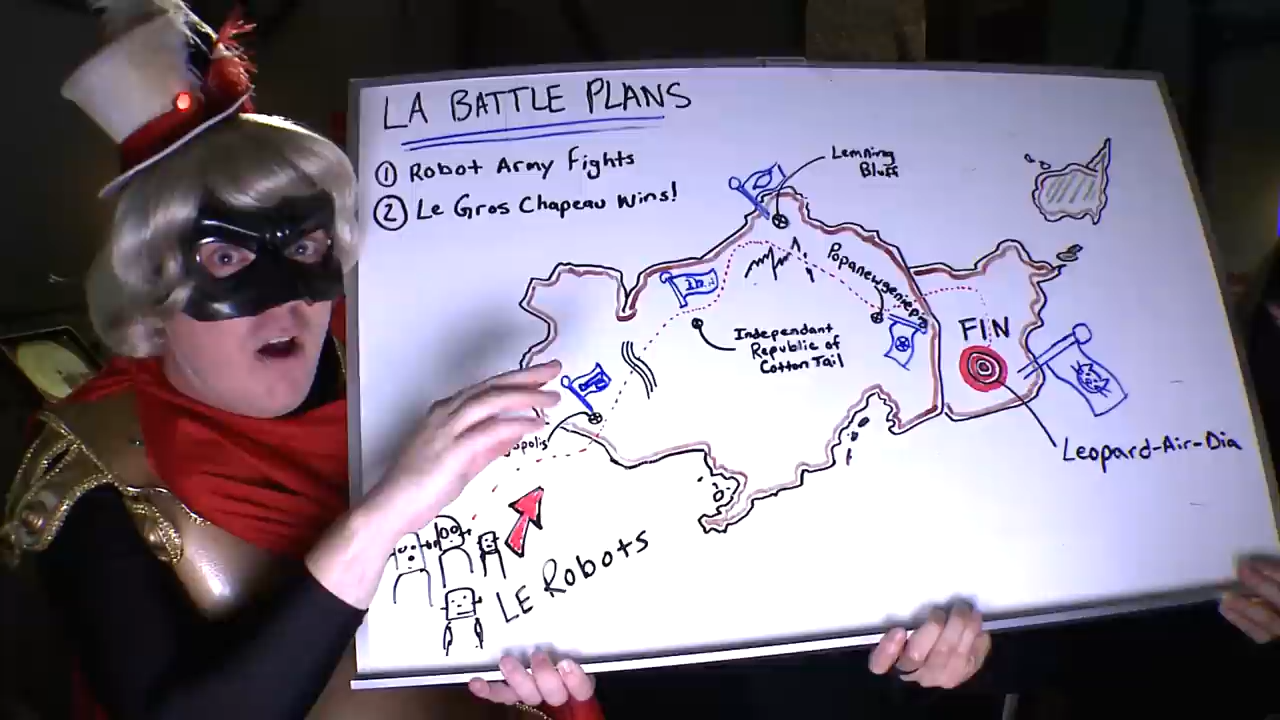 LA BATTLE PLANS
① Robot Army Fights
② Le Gros Chapeau Wins!
Lemming
Bluff
Popanewgeniepm
Independant
Republic of
Cotton Tail
FIN
Leopard-Air-Dia
LE Robots